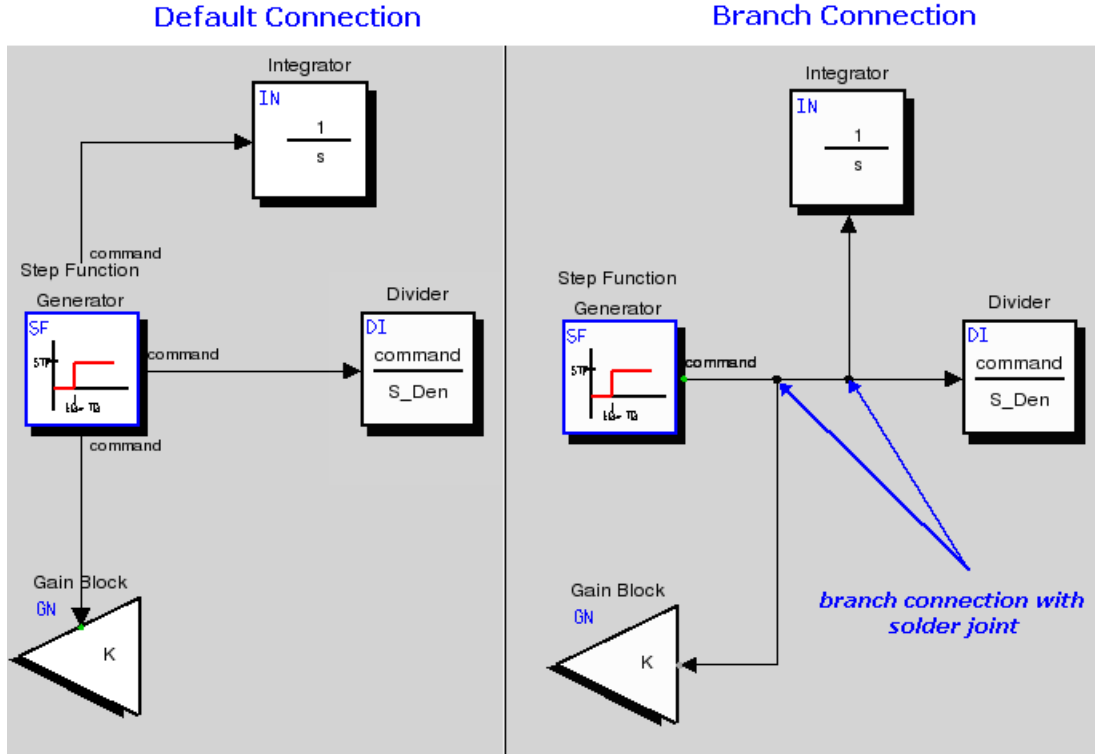 Default Connection
Integrator
IN
1
s
command
Step Function
Generator
SF
STP
command
Divider
DI
command
S_Den
command
Gain Block
GN
K
Branch Connection
Integrator
IN
1
s
Step Function
Generator
SF
STP
command
Divider
DI
command
S_Den
branch connection with
solder joint
Gain Block
GN
K